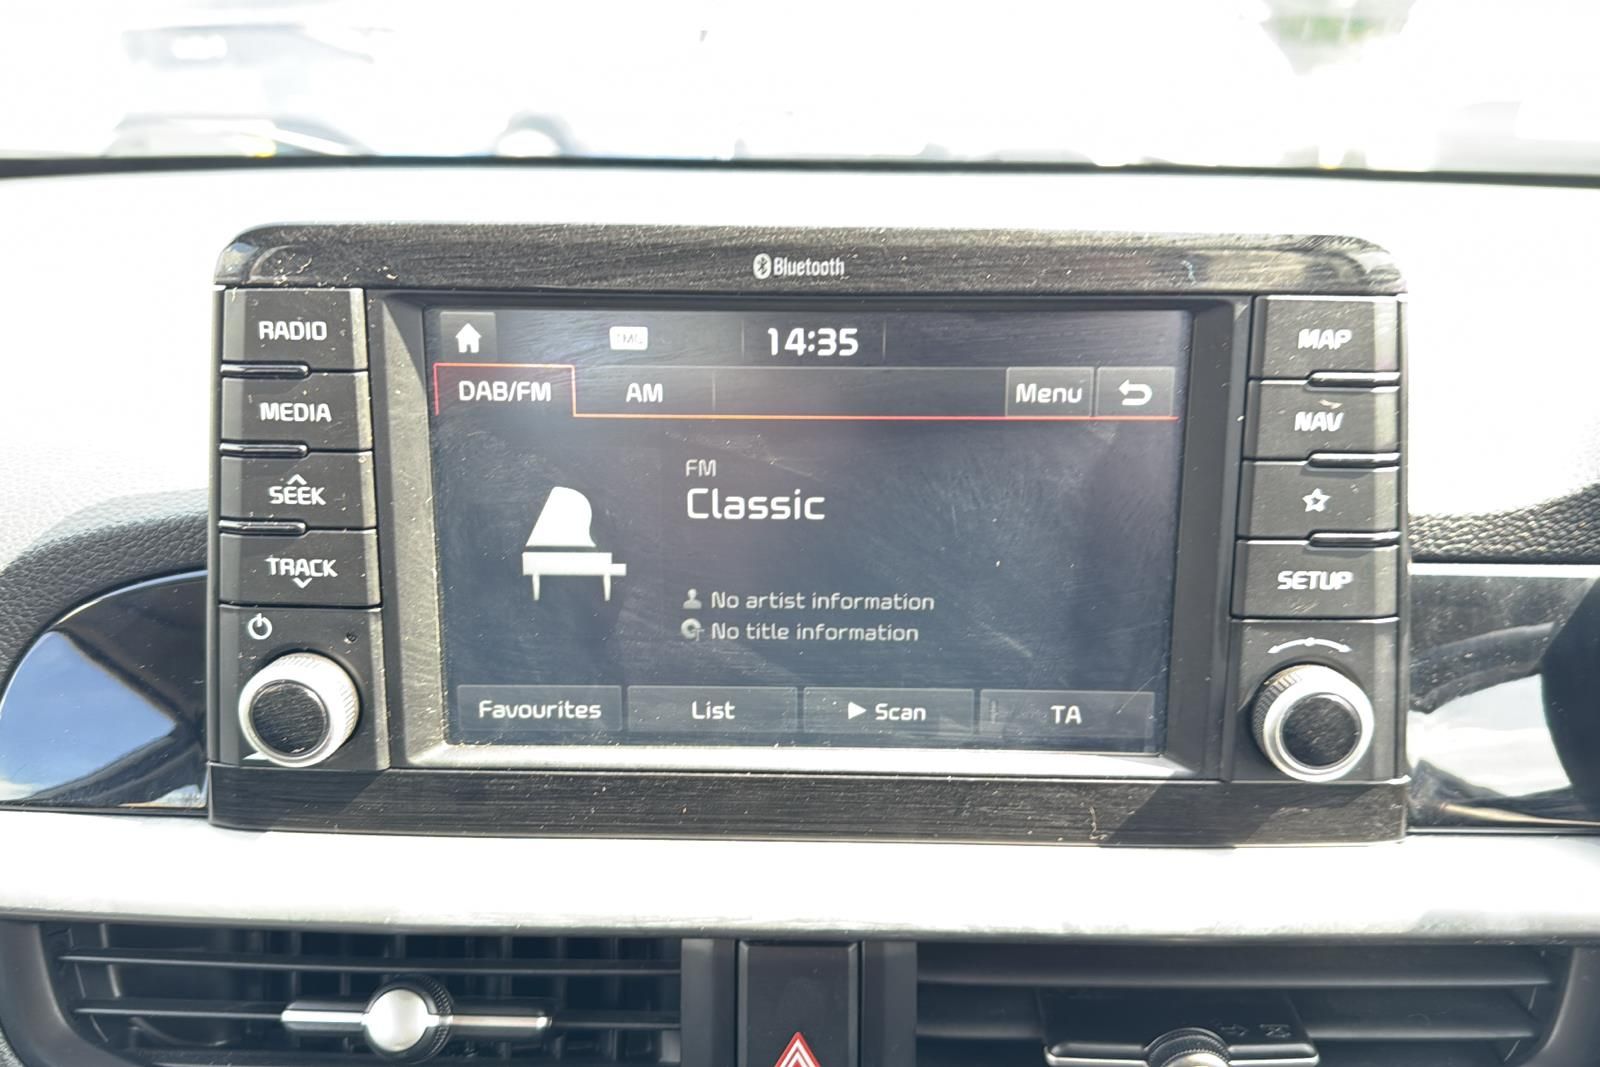 Bluetooth
RADIO
MEDIA
SEEK
TRACK
TMC
14:35
DAB/FM
AM
Menu
FM
Classic
No artist information
No title information
Favourites
List
Scan
TA
MAP
NAV
SETUP